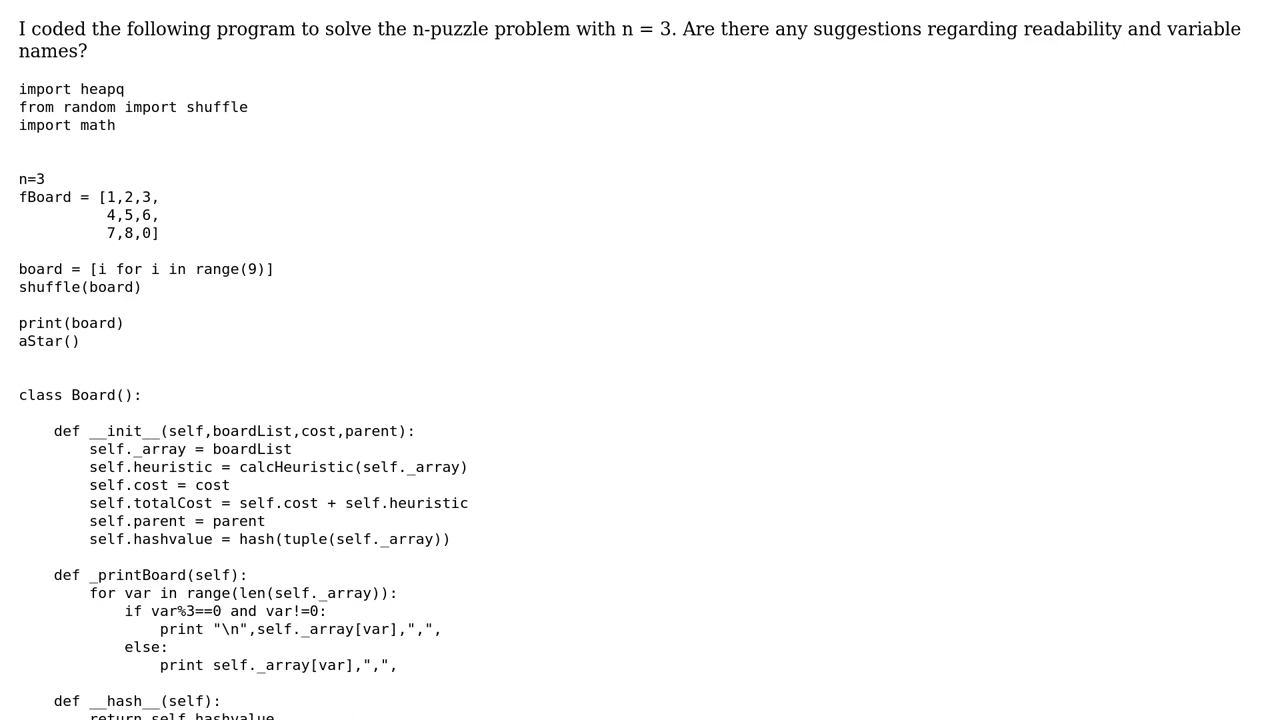 I coded the following program to solve the n-puzzle problem with n = 3. Are there any suggestions regarding readability and variable
names?
import heapq
from random import shuffle
import math
n=3
fBoard = [1,2,3,
          4,5,6,
          7,8,0]
board = [i for i in range(9)]
shuffle(board)
print(board)
aStar()
class Board():
    def __init__(self,boardList,cost,parent):
        self._array = boardList
        self.heuristic = calcHeuristic(self._array)
        self.cost = cost
        self.totalCost = self.cost + self.heuristic
        self.parent = parent
        self.hashvalue = hash(tuple(self._array))
    def _printBoard(self):
        for var in range(len(self._array)):
            if var%3==0 and var!=0:
                print "\n",self._array[var],",",
            else:
                print self._array[var],",",
    def __hash__(self):
        return self.hashvalue